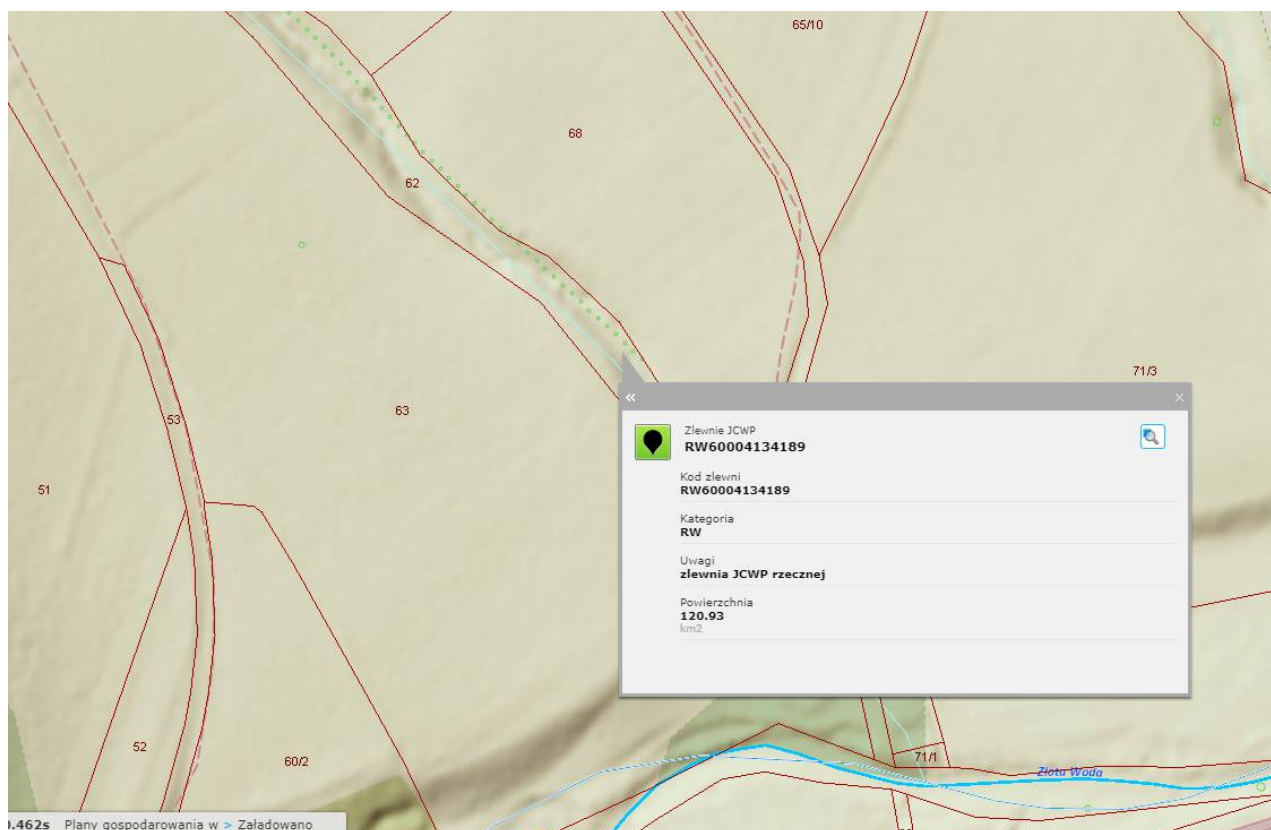 65/10
68
62
71/3
63
53
51
«
×
Zlewnie JCWP
RW60004134189
Kod zlewni
RW60004134189
Kategoria
RW
Uwagi
zlewnia JCWP rzecznej
Powierzchnia
120.93
km2
52
60/2
71/1
Złota Woda
0.462s Plany gospodarowania w > Załadowano